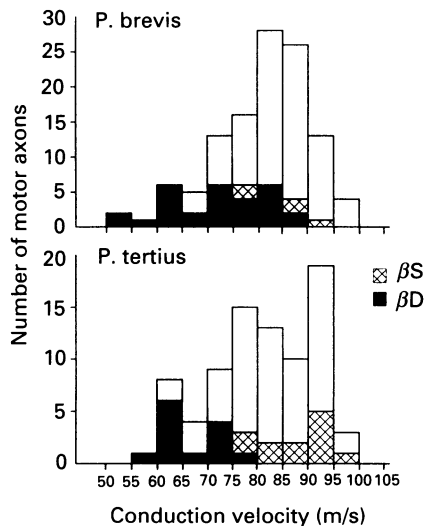 P. brevis
30
25
20
15
10
5
0
P. tertius
20
15
10
5
0
50 55 60 65 70 75 80 85 90 95 100 105
Conduction velocity (m/s)
Number of motor axons
βS
βD